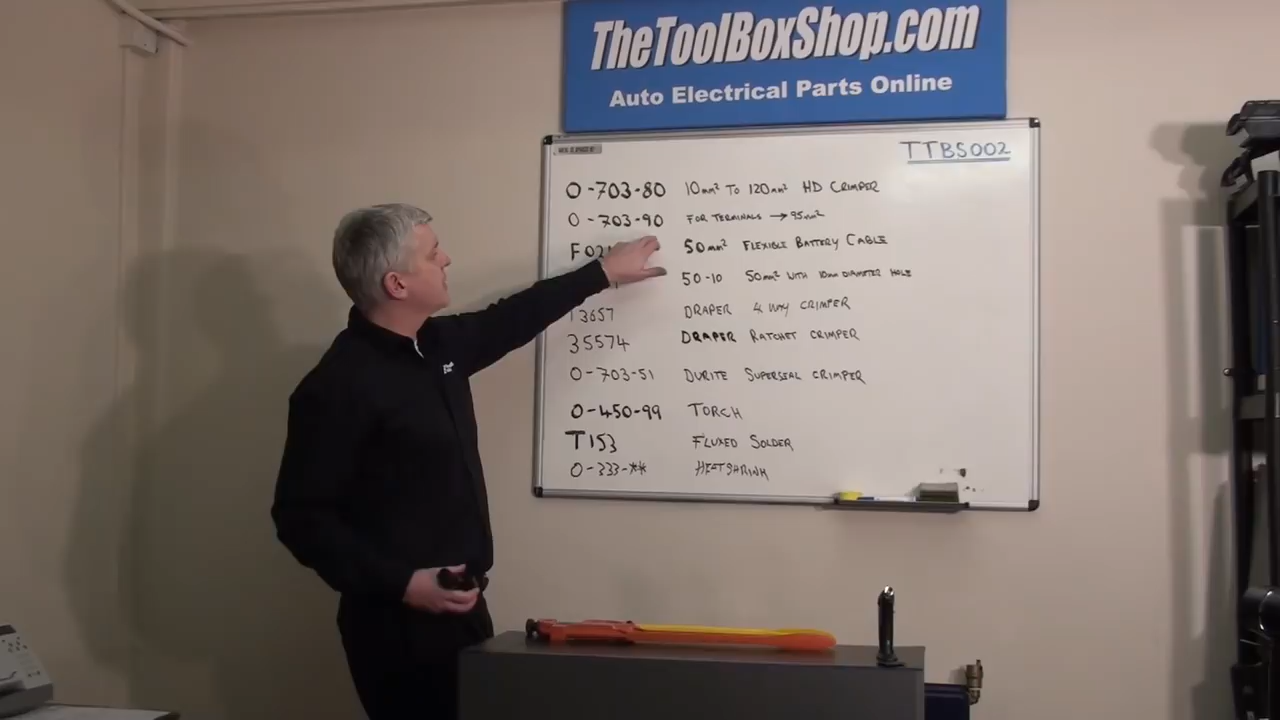 TheToolBoxShop.com
Auto Electrical Parts Online
TTBS002
0-703-80 10mm² TO 120mm² HD CRIMPER
0-703-90 FOR TERMINALS → 95mm²
50mm² FLEXIBLE BATTERY CABLE
50-10 50mm² WITH 10mm DIAMETER HOLE
3657 DRAPER 4 WAY CRIMPER
35574 DRAPER RATCHET CRIMPER
0-703-51 DURITE SUPERSEAL CRIMPER
0-450-99 TORCH
T153 FLUXED SOLDER
0-333-** HEATSHRINK